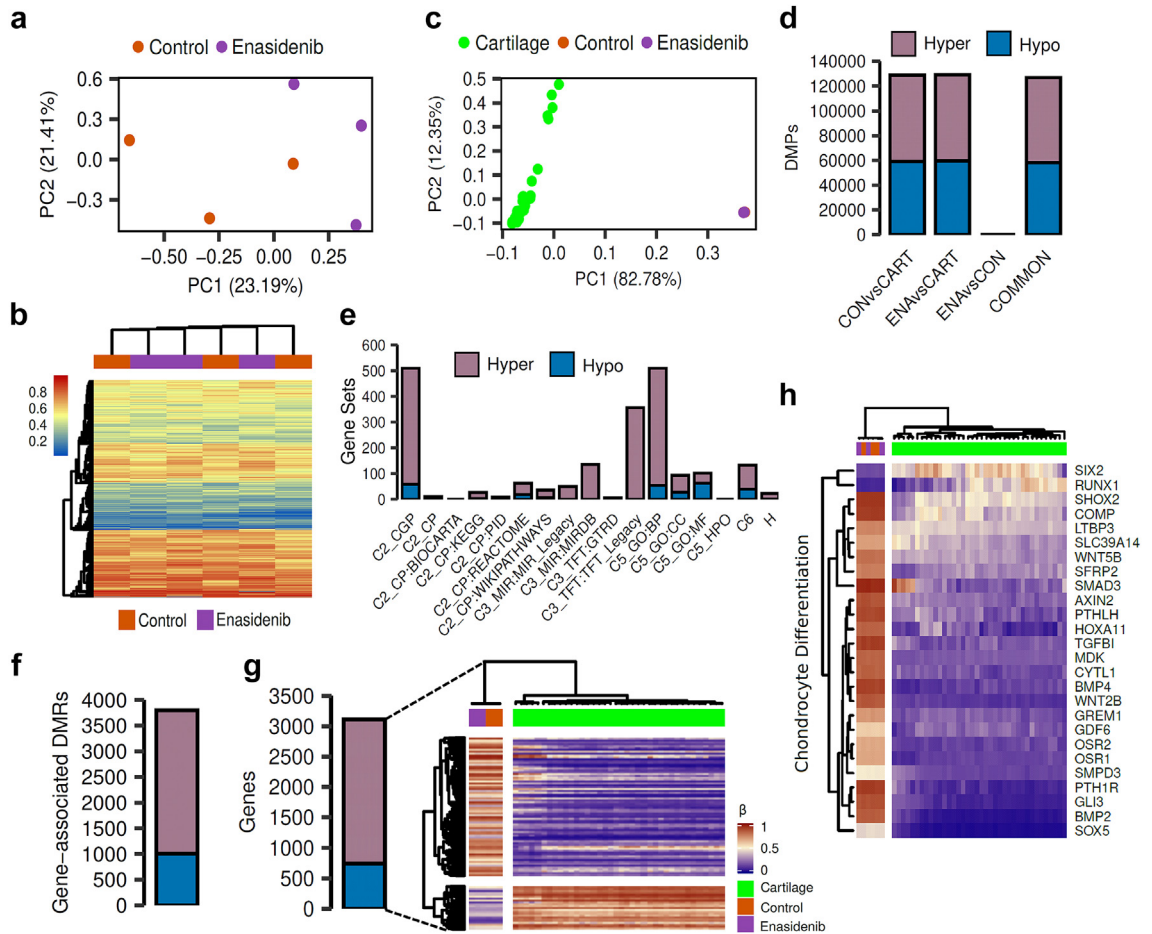 a
Control Enasidenib
PC2 (21.41%)
0.6
0.3
0.0
−0.3
−0.50 −0.25 0.00 0.25
PC1 (23.19%)
c
Cartilage Control Enasidenib
PC2 (12.35%)
0.5
0.4
0.3
0.2
0.1
0.0
−0.1
−0.1 0.0 0.1 0.2 0.3
PC1 (82.78%)
d
Hyper Hypo
DMPs
140000
120000
100000
80000
60000
40000
20000
0
CONvsCART
ENAvsCART
ENAvsCON
COMMON
b
0.8
0.6
0.4
0.2
Control Enasidenib
e
Hyper Hypo
Gene Sets
600
500
400
300
200
100
0
C2_CGP
C2_CP
C2_CP:BIOCARTA
C2_CP:KEGG
C2_CP:PID
C2_CP:REACTOME
C2_CP:WIKIPATHWAYS
C3_MIR:MIR_Legacy
C3_MIR:MIRDB
C3_TFT:GTRD
C3_TFT:TFT_Legacy
C5_GO:BP
C5_GO:CC
C5_GO:MF
C5_HPO
C6
H
f
Gene−associated DMRs
4000
3500
3000
2500
2000
1500
1000
500
0
g
Genes
3500
3000
2500
2000
1500
1000
500
0
β
1
0.5
0
Cartilage
Control
Enasidenib
h
Chondrocyte Differentiation
SIX2
RUNX1
SHOX2
COMP
LTBP3
SLC39A14
WNT5B
SFRP2
SMAD3
AXIN2
PTHLH
HOXA11
TGFBI
MDK
CYTL1
BMP4
WNT2B
GREM1
GDF6
OSR2
OSR1
SMPD3
PTH1R
GLI3
BMP2
SOX5